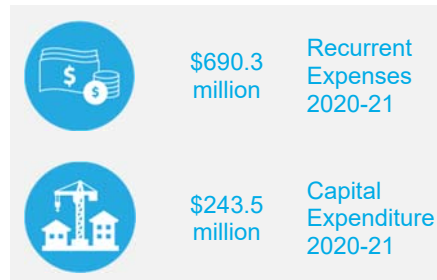 $
$
$690.3
million
Recurrent
Expenses
2020-21
$243.5
million
Capital
Expenditure
2020-21